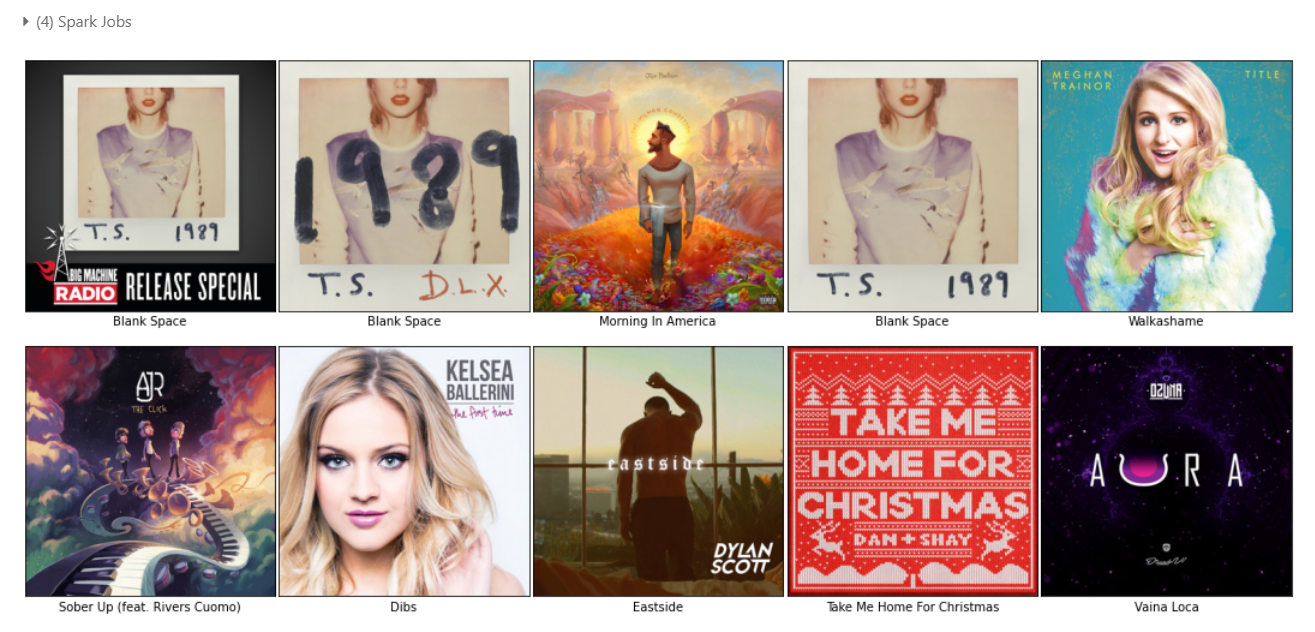 (4) Spark Jobs
T.S. 1989
BIG MACHINE
RADIO
RELEASE SPECIAL
Blank Space
1989
T.S. D.L.X.
Blank Space
Jon Bellion
Morning In America
T.S. 1989
Blank Space
MEGHAN
TRAINOR
TITLE
Walkashame
AJR
THE CLICK
Sober Up (feat. Rivers Cuomo)
KELSEA
BALLERINI
the first time
Dibs
eastside
DYLAN
SCOTT
Eastside
TAKE ME
HOME FOR
CHRISTMAS
DAN + SHAY
Take Me Home For Christmas
OZUNA
AURA
Vaina Loca